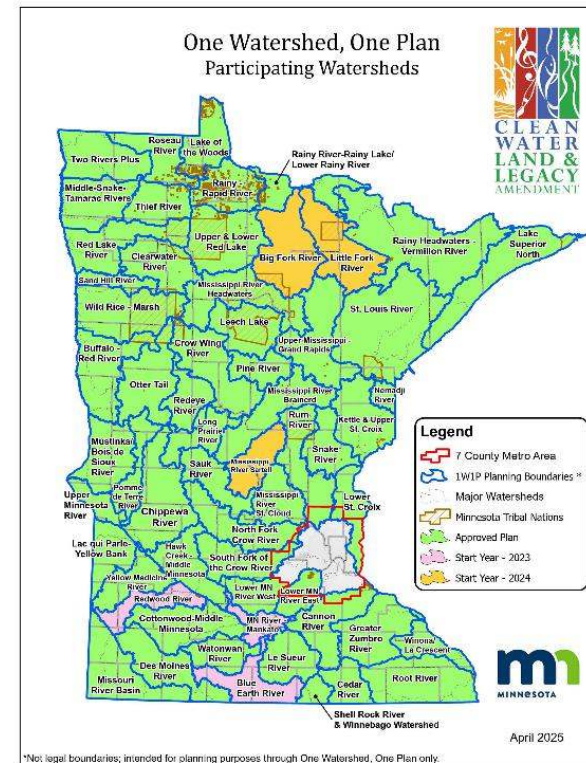 One Watershed, One Plan
Participating Watersheds
CLEAN
WATER
LAND &
LEGACY
AMENDMENT
Roseau
River
Lake of
the Woods
Two Rivers Plus
Rainy River-Rainy Lake/
Lower Rainy River
Rainy
Rapid River
Middle-Snake-
Tamarac Rivers
Thief River
Upper & Lower
Red Lake
Big Fork River
Little Fork
River
Rainy Headwaters -
Vermilion River
Lake
Superior
North
Red Lake
River
Clearwater
River
Sand Hill River
Wild Rice - Marsh
Mississippi River
Headwaters
Leech Lake
St. Louis River
Buffalo -
Red River
Crow Wing
River
Upper Mississippi -
Grand Rapids
Pine River
Otter Tail
Redeye
River
Mississippi River
Brainerd
Nemadji
River
Long
Prairie
River
Rum
River
Kettle & Upper
St. Croix
Mustinka/
Bois de
Sioux
River
Sauk
River
Mississippi
River Sartell
Snake
River
Pomme
de Terre
River
Upper
Minnesota
River
Chippewa
River
Mississippi
River
St. Cloud
Lower
St. Croix
North Fork
Crow River
Lac qui Parle-
Yellow Bank
Hawk
Creek -
Middle
Minnesota
South Fork of
the Crow River
Yellow Medicine
River
Redwood River
Lower MN
River West
Lower MN
River East
Cottonwood-Middle
Minnesota
MN River -
Mankato
Cannon
River
Greater
Zumbro
River
Winona/
La Crescent
Watonwan
River
Le Sueur
River
Des Moines
River
Missouri
River Basin
Blue
Earth River
Cedar
River
Root River
Shell Rock River
& Winnebago Watershed
Legend
7 County Metro Area
1W1P Planning Boundaries *
Major Watersheds
Minnesota Tribal Nations
Approved Plan
Start Year - 2023
Start Year - 2024
MINNESOTA
April 2025
*Not legal boundaries; intended for planning purposes through One Watershed, One Plan only.